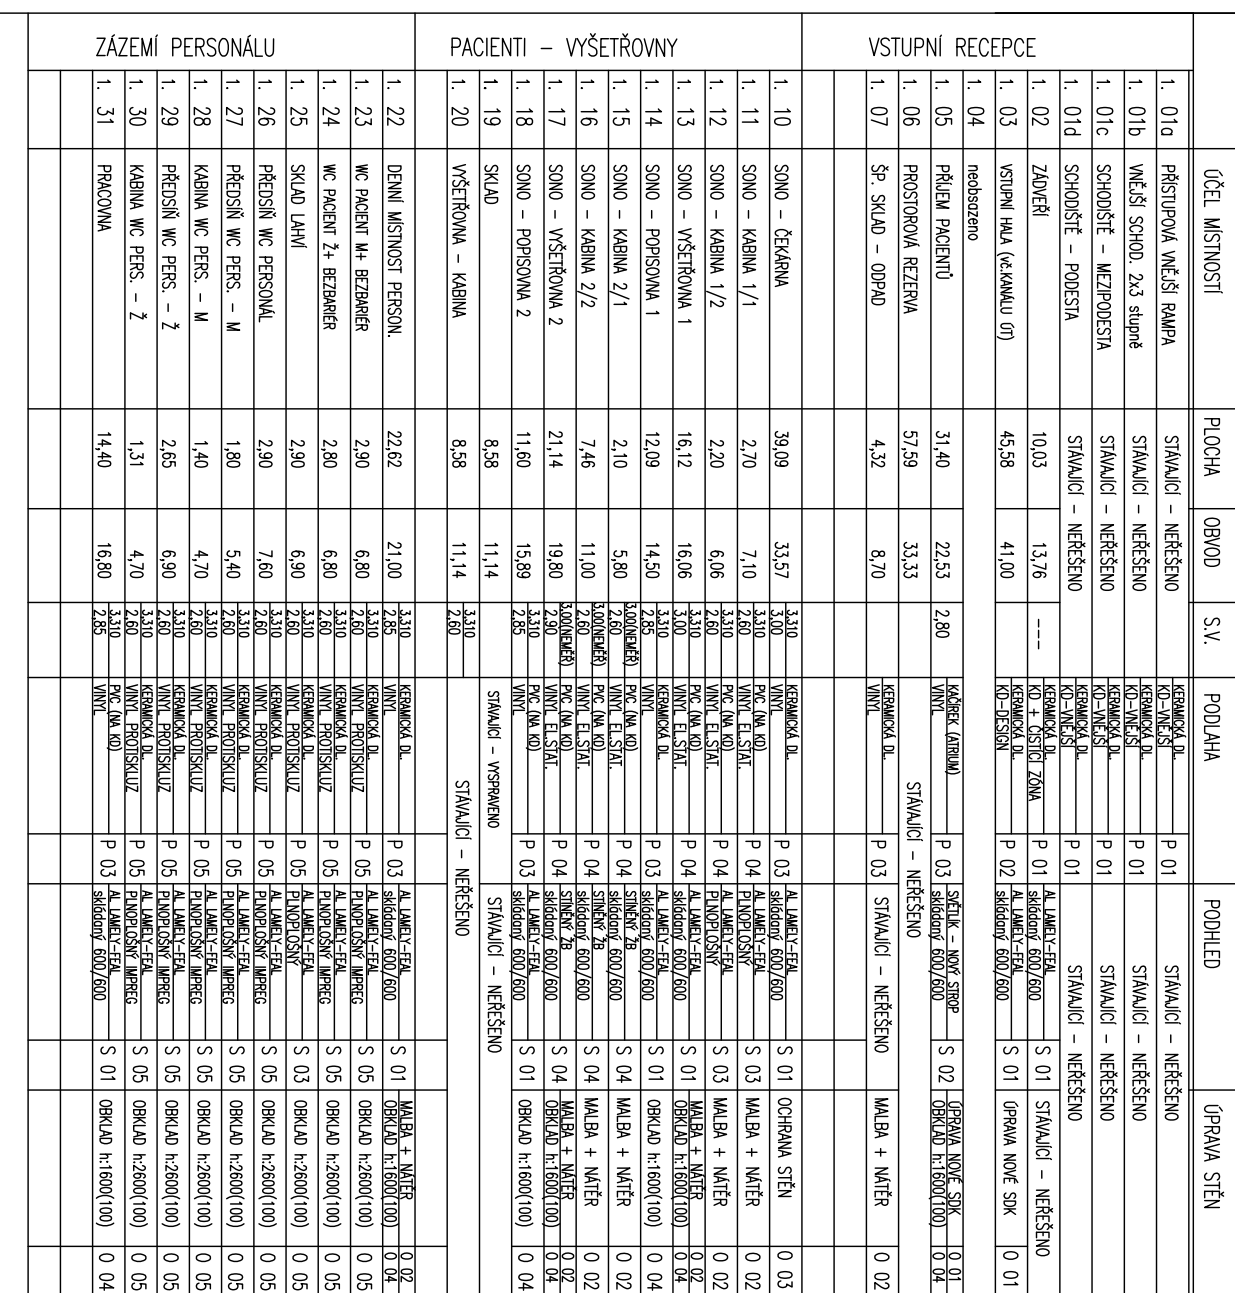 ÚČEL MÍSTNOSTÍ PLOCHA OBVOD S.V. PODLAHA PODHLED ÚPRAVA STĚN
VSTUPNÍ RECEPCE
1. 01a PŘÍSTUPOVÁ VNĚJŠÍ RAMPA STÁVAJÍCÍ – NEŘEŠENO KERAMICKÁ DL. KD-VNĚJŠÍ P 01 STÁVAJÍCÍ – NEŘEŠENO
1. 01b VNĚJŠÍ SCHOD. 2x3 stupně STÁVAJÍCÍ – NEŘEŠENO KERAMICKÁ DL. KD-VNĚJŠÍ P 01 STÁVAJÍCÍ – NEŘEŠENO
1. 01c SCHODIŠTĚ – MEZIPODESTA STÁVAJÍCÍ – NEŘEŠENO KERAMICKÁ DL. KD-VNĚJŠÍ P 01 STÁVAJÍCÍ – NEŘEŠENO
1. 01d SCHODIŠTĚ – PODESTA STÁVAJÍCÍ – NEŘEŠENO KERAMICKÁ DL. KD-VNĚJŠÍ P 01 STÁVAJÍCÍ – NEŘEŠENO
1. 02 ZÁDVEŘÍ 10,03 13,76 --- KERAMICKÁ DL. KD + ČISTÍCÍ ZÓNA P 01 AL LAMELY-FEAL skládaný 600/600 S 01 STÁVAJÍCÍ – NEŘEŠENO
1. 03 VSTUPNÍ HALA (vč.KANÁLU ÚT) 45,58 41,00 KERAMICKÁ DL. KD-DESIGN P 02 AL LAMELY-FEAL skládaný 600/600 S 01 ÚPRAVA NOVÉ SDK O 01
1. 04 neobsazeno
1. 05 PŘÍJEM PACIENTŮ 31,40 22,53 2,80 KAČÍREK (ATRIUM) VINYL P 03 SVĚTLÍK – NOVÝ STROP skládaný 600/600 S 02 ÚPRAVA NOVÉ SDK O 01 OBKLAD h:1600(100) O 04
1. 06 PROSTOROVÁ REZERVA 57,59 33,33 STÁVAJÍCÍ – NEŘEŠENO
1. 07 ŠP. SKLAD – ODPAD 4,32 8,70 KERAMICKÁ DL. VINYL P 03 STÁVAJÍCÍ – NEŘEŠENO MALBA + NÁTĚR O 02
PACIENTI – VYŠETŘOVNY
1. 10 SONO – ČEKÁRNA 39,09 33,57 3.310 3,00 KERAMICKÁ DL. VINYL P 03 AL LAMELY-FEAL skládaný 600/600 S 01 OCHRANA STĚN O 03
1. 11 SONO – KABINA 1/1 2,70 7,10 3.310 2,60 PVC (NA KD) VINYL EL.STAT. P 04 AL LAMELY-FEAL PLNOPLOŠNÝ S 03 MALBA + NÁTĚR O 02
1. 12 SONO – KABINA 1/2 2,20 6,06 3.310 2,60 PVC (NA KD) VINYL EL.STAT. P 04 AL LAMELY-FEAL PLNOPLOŠNÝ S 03 MALBA + NÁTĚR O 02
1. 13 SONO – VYŠETŘOVNA 1 16,12 16,06 3.310 3,00 PVC (NA KD) VINYL EL.STAT. P 04 AL LAMELY-FEAL skládaný 600/600 S 01 MALBA + NÁTĚR O 02 OBKLAD h:1600(100) O 04
1. 14 SONO – POPISOVNA 1 12,09 14,50 3.310 2,85 KERAMICKÁ DL. VINYL P 03 AL LAMELY-FEAL skládaný 600/600 S 01 OBKLAD h:1600(100) O 04
1. 15 SONO – KABINA 2/1 2,10 5,80 3.00(NEMĚŘ) 2,60 PVC (NA KD) VINYL EL.STAT. P 04 STÍNĚNÝ ŽB skládaný 600/600 S 04 MALBA + NÁTĚR O 02
1. 16 SONO – KABINA 2/2 7,46 11,00 3.00(NEMĚŘ) 2,60 PVC (NA KD) VINYL EL.STAT. P 04 STÍNĚNÝ ŽB skládaný 600/600 S 04 MALBA + NÁTĚR O 02
1. 17 SONO – VYŠETŘOVNA 2 21,14 19,80 3.00(NEMĚŘ) 2,90 PVC (NA KD) VINYL EL.STAT. P 04 STÍNĚNÝ ŽB skládaný 600/600 S 04 MALBA + NÁTĚR O 02 OBKLAD h:1600(100) O 04
1. 18 SONO – POPISOVNA 2 11,60 15,89 3.310 2,85 PVC (NA KD) VINYL P 03 AL LAMELY-FEAL skládaný 600/600 S 01 OBKLAD h:1600(100) O 04
1. 19 SKLAD 8,58 11,14 STÁVAJÍCÍ – VYSPRAVENO STÁVAJÍCÍ – NEŘEŠENO
1. 20 VYŠETŘOVNA – KABINA 8,58 11,14 3.310 2,60 STÁVAJÍCÍ – NEŘEŠENO
ZÁZEMÍ PERSONÁLU
1. 22 DENNÍ MÍSTNOST PERSON. 22,62 21,00 3.310 2,85 KERAMICKÁ DL. VINYL P 03 AL LAMELY-FEAL skládaný 600/600 S 01 MALBA + NÁTĚR O 02 OBKLAD h:1600(100) O 04
1. 23 WC PACIENT M+ BEZBARIÉR 2,90 6,80 3.310 2,60 KERAMICKÁ DL. VINYL PROTISKLUZ P 05 AL LAMELY-FEAL PLNOPLOŠNÝ IMPREG S 05 OBKLAD h:2600(100) O 05
1. 24 WC PACIENT Ž+ BEZBARIÉR 2,80 6,80 3.310 2,60 KERAMICKÁ DL. VINYL PROTISKLUZ P 05 AL LAMELY-FEAL PLNOPLOŠNÝ IMPREG S 05 OBKLAD h:2600(100) O 05
1. 25 SKLAD LAHVÍ 2,90 6,90 3.310 2,60 KERAMICKÁ DL. VINYL PROTISKLUZ P 05 AL LAMELY-FEAL PLNOPLOŠNÝ S 03 OBKLAD h:2600(100) O 05
1. 26 PŘEDSÍŇ WC PERSONÁL 2,90 7,60 3.310 2,60 KERAMICKÁ DL. VINYL PROTISKLUZ P 05 AL LAMELY-FEAL PLNOPLOŠNÝ IMPREG S 05 OBKLAD h:2600(100) O 05
1. 27 PŘEDSÍŇ WC PERS. – M 1,80 5,40 3.310 2,60 KERAMICKÁ DL. VINYL PROTISKLUZ P 05 AL LAMELY-FEAL PLNOPLOŠNÝ IMPREG S 05 OBKLAD h:2600(100) O 05
1. 28 KABINA WC PERS. – M 1,40 4,70 3.310 2,60 KERAMICKÁ DL. VINYL PROTISKLUZ P 05 AL LAMELY-FEAL PLNOPLOŠNÝ IMPREG S 05 OBKLAD h:2600(100) O 05
1. 29 PŘEDSÍŇ WC PERS. – Ž 2,65 6,90 3.310 2,60 KERAMICKÁ DL. VINYL PROTISKLUZ P 05 AL LAMELY-FEAL PLNOPLOŠNÝ IMPREG S 05 OBKLAD h:2600(100) O 05
1. 30 KABINA WC PERS. – Ž 1,31 4,70 3.310 2,60 KERAMICKÁ DL. VINYL PROTISKLUZ P 05 AL LAMELY-FEAL PLNOPLOŠNÝ IMPREG S 05 OBKLAD h:2600(100) O 05
1. 31 PRACOVNA 14,40 16,80 3.310 2,85 PVC (NA KD) VINYL P 03 AL LAMELY-FEAL skládaný 600/600 S 01 OBKLAD h:1600(100) O 04